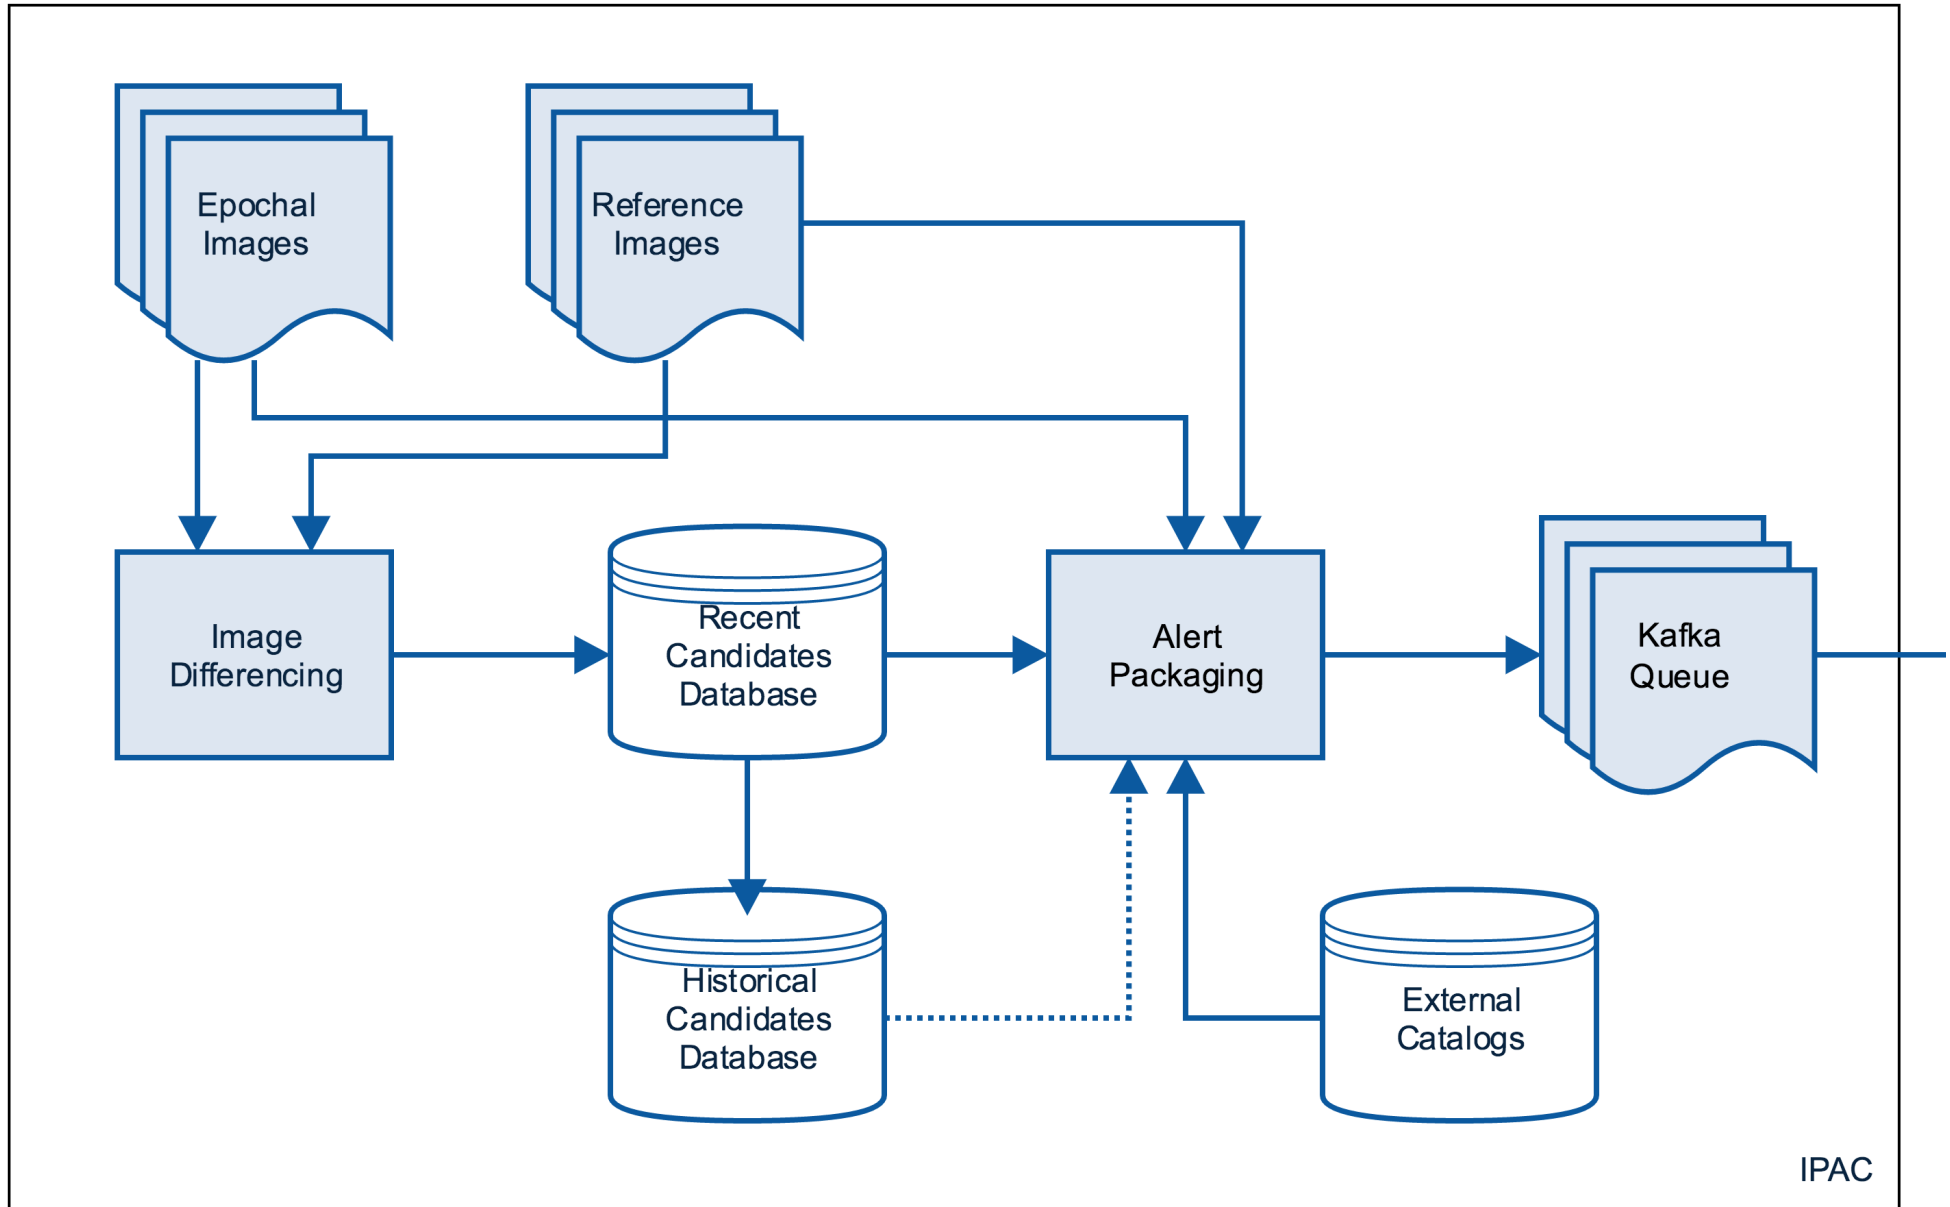 Epochal
Images
Reference
Images
Image
Differencing
Recent
Candidates
Database
Alert
Packaging
Kafka
Queue
Historical
Candidates
Database
External
Catalogs
IPAC